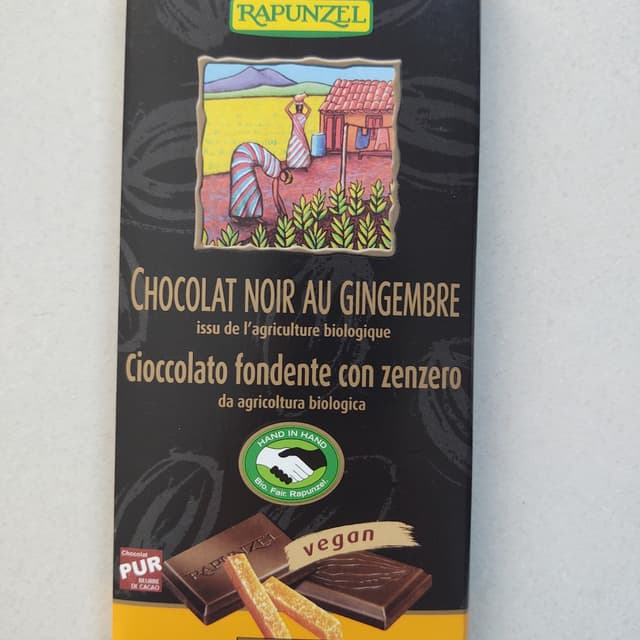 RAPUNZEL
CHOCOLAT NOIR AU GINGEMBRE
issu de l'agriculture biologique
Cioccolato fondente con zenzero
da agricoltura biologica
HAND IN HAND
Bio. Fair. Rapunzel.
vegan
RAPUNZEL
Chocolat
PUR
BEURRE
DE CACAO